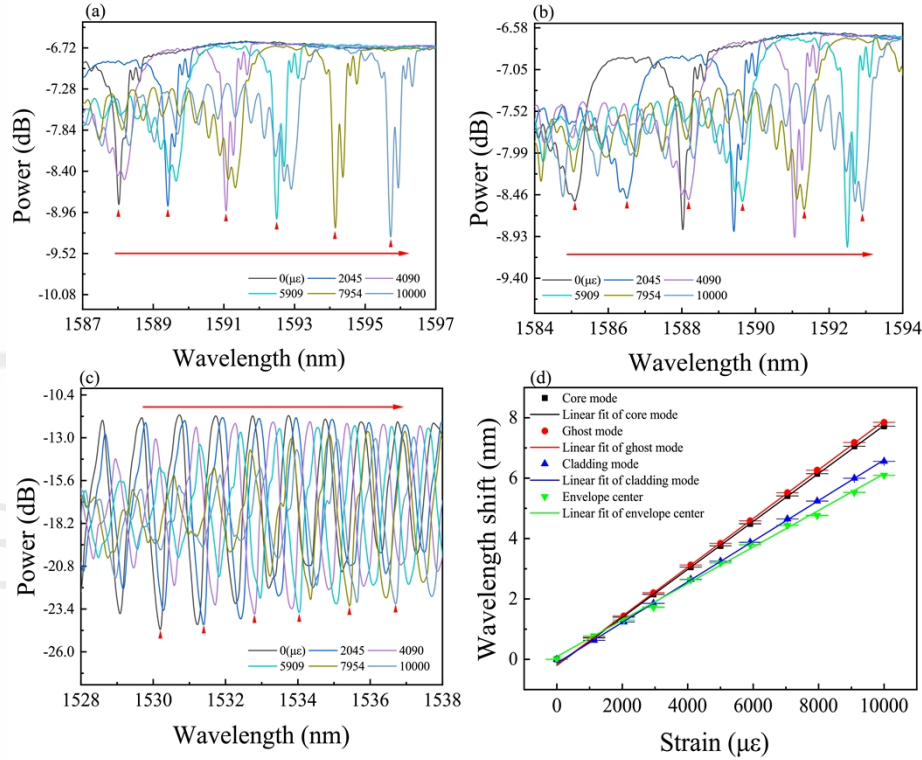 (a)
-6.72
-7.28
-7.84
-8.40
-8.96
-9.52
-10.08
Power (dB)
0(με) 2045 4090
5909 7954 10000
1587 1589 1591 1593 1595 1597
Wavelength (nm)
(b)
-6.58
-7.05
-7.52
-7.99
-8.46
-8.93
-9.40
Power (dB)
0(με) 2045 4090
5909 7954 10000
1584 1586 1588 1590 1592 1594
Wavelength (nm)
(c)
-10.4
-13.0
-15.6
-18.2
-20.8
-23.4
-26.0
Power (dB)
0(με) 2045 4090
5909 7954 10000
1528 1530 1532 1534 1536 1538
Wavelength (nm)
(d)
Core mode
Linear fit of core mode
Ghost mode
Linear fit of ghost mode
Cladding mode
Linear fit of cladding mode
Envelope center
Linear fit of envelope center
8
6
4
2
0
Wavelength shift (nm)
0 2000 4000 6000 8000 10000
Strain (με)